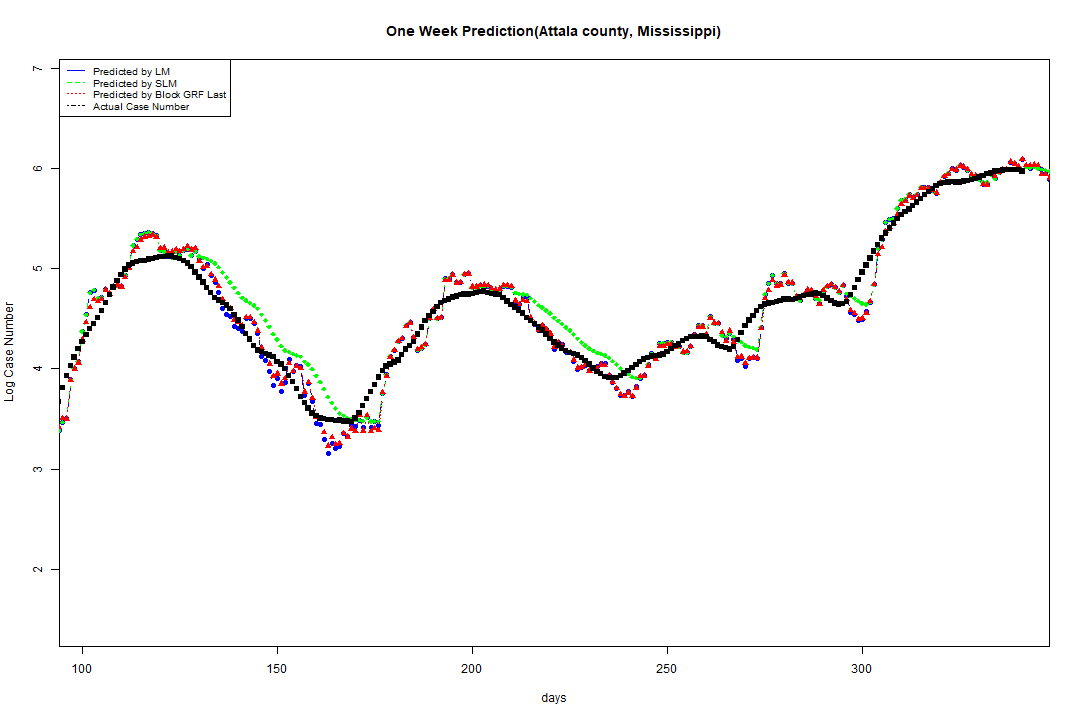 One Week Prediction(Attala county, Mississippi)
Predicted by LM
Predicted by SLM
Predicted by Block GRF Last
Actual Case Number
7
6
5
4
3
2
Log Case Number
100 150 200 250 300
days